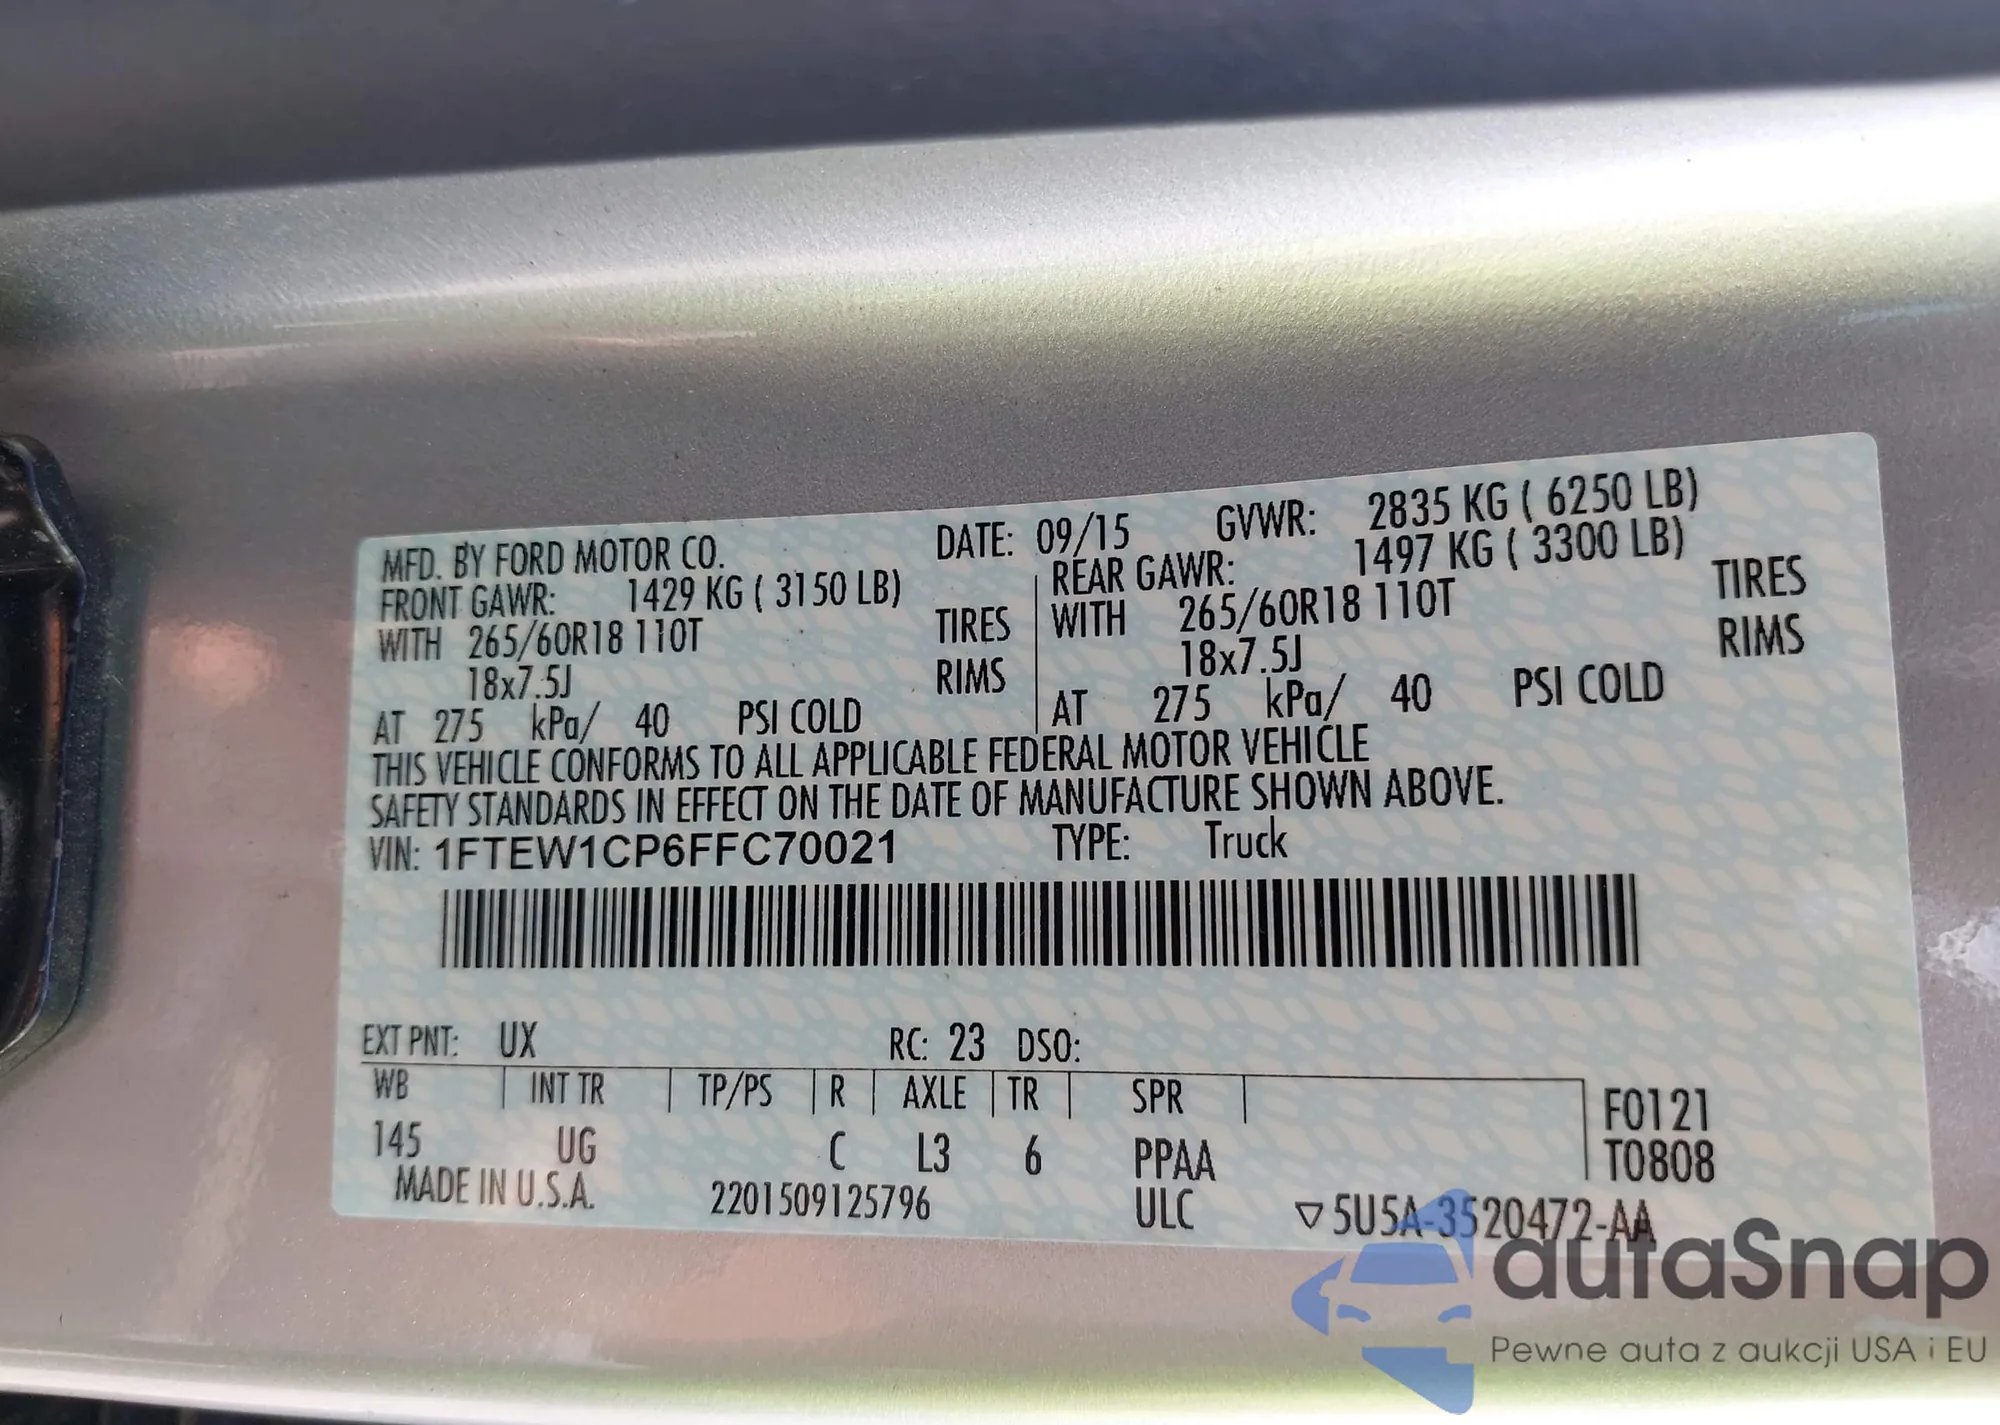 MFD. BY FORD MOTOR CO. DATE: 09/15 GVWR: 2835 KG ( 6250 LB)
FRONT GAWR: 1429 KG ( 3150 LB) REAR GAWR: 1497 KG ( 3300 LB)
WITH 265/60R18 110T TIRES WITH 265/60R18 110T TIRES
18x7.5J RIMS 18x7.5J RIMS
AT 275 kPa/ 40 PSI COLD AT 275 kPa/ 40 PSI COLD
THIS VEHICLE CONFORMS TO ALL APPLICABLE FEDERAL MOTOR VEHICLE
SAFETY STANDARDS IN EFFECT ON THE DATE OF MANUFACTURE SHOWN ABOVE.
VIN: 1FTEW1CP6FFC70021 TYPE: Truck
EXT PNT: UX RC: 23 DSO:
WB INT TR TP/PS R AXLE TR SPR F0121
145 UG C L3 6 PPAA T0808
MADE IN U.S.A. 2201509125796 ULC ▽5U5A-3520472-AA
autaSnap
Pewne auta z aukcji USA i EU